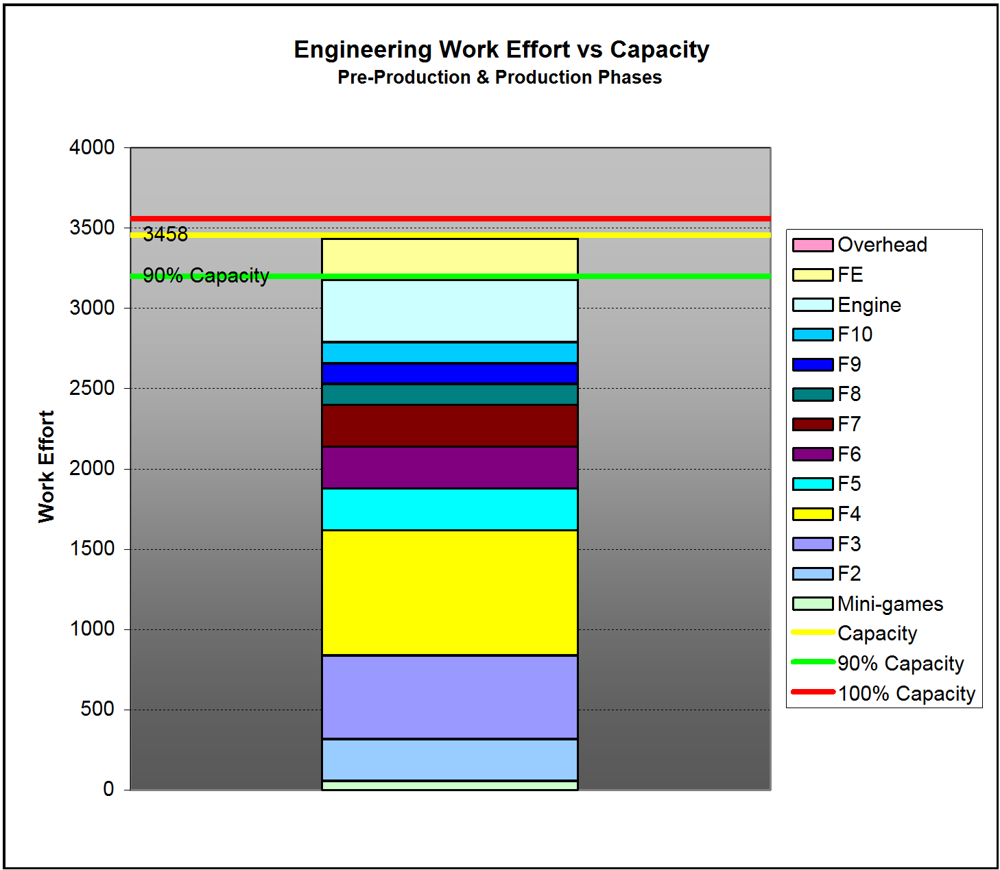 Engineering Work Effort vs Capacity
Pre-Production & Production Phases
4000
3500
3000
2500
2000
1500
1000
500
0
Work Effort
3458
90% Capacity
Overhead
FE
Engine
F10
F9
F8
F7
F6
F5
F4
F3
F2
Mini-games
Capacity
90% Capacity
100% Capacity